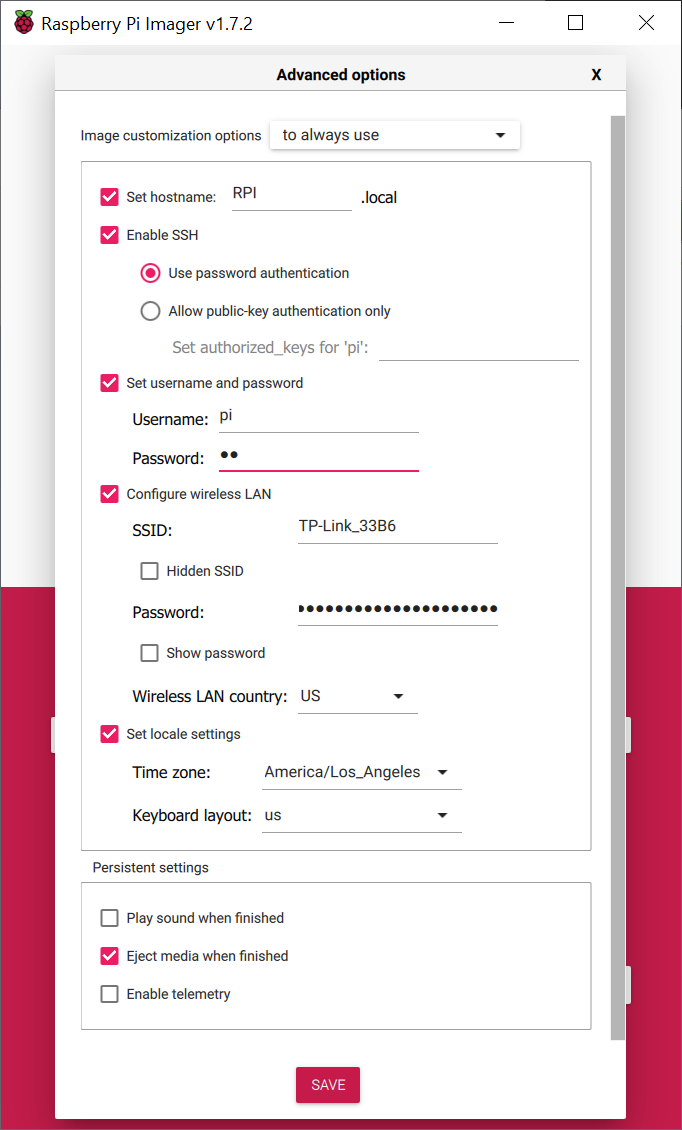 Raspberry Pi Imager v1.7.2
Advanced options X
Image customization options to always use
Set hostname: RPI .local
Enable SSH
Use password authentication
Allow public-key authentication only
Set authorized_keys for 'pi':
Set username and password
Username: pi
Password: ●●
Configure wireless LAN
SSID: TP-Link_33B6
Hidden SSID
Password: ●●●●●●●●●●●●●●●●●●●●
Show password
Wireless LAN country: US
Set locale settings
Time zone: America/Los_Angeles
Keyboard layout: us
Persistent settings
Play sound when finished
Eject media when finished
Enable telemetry
SAVE